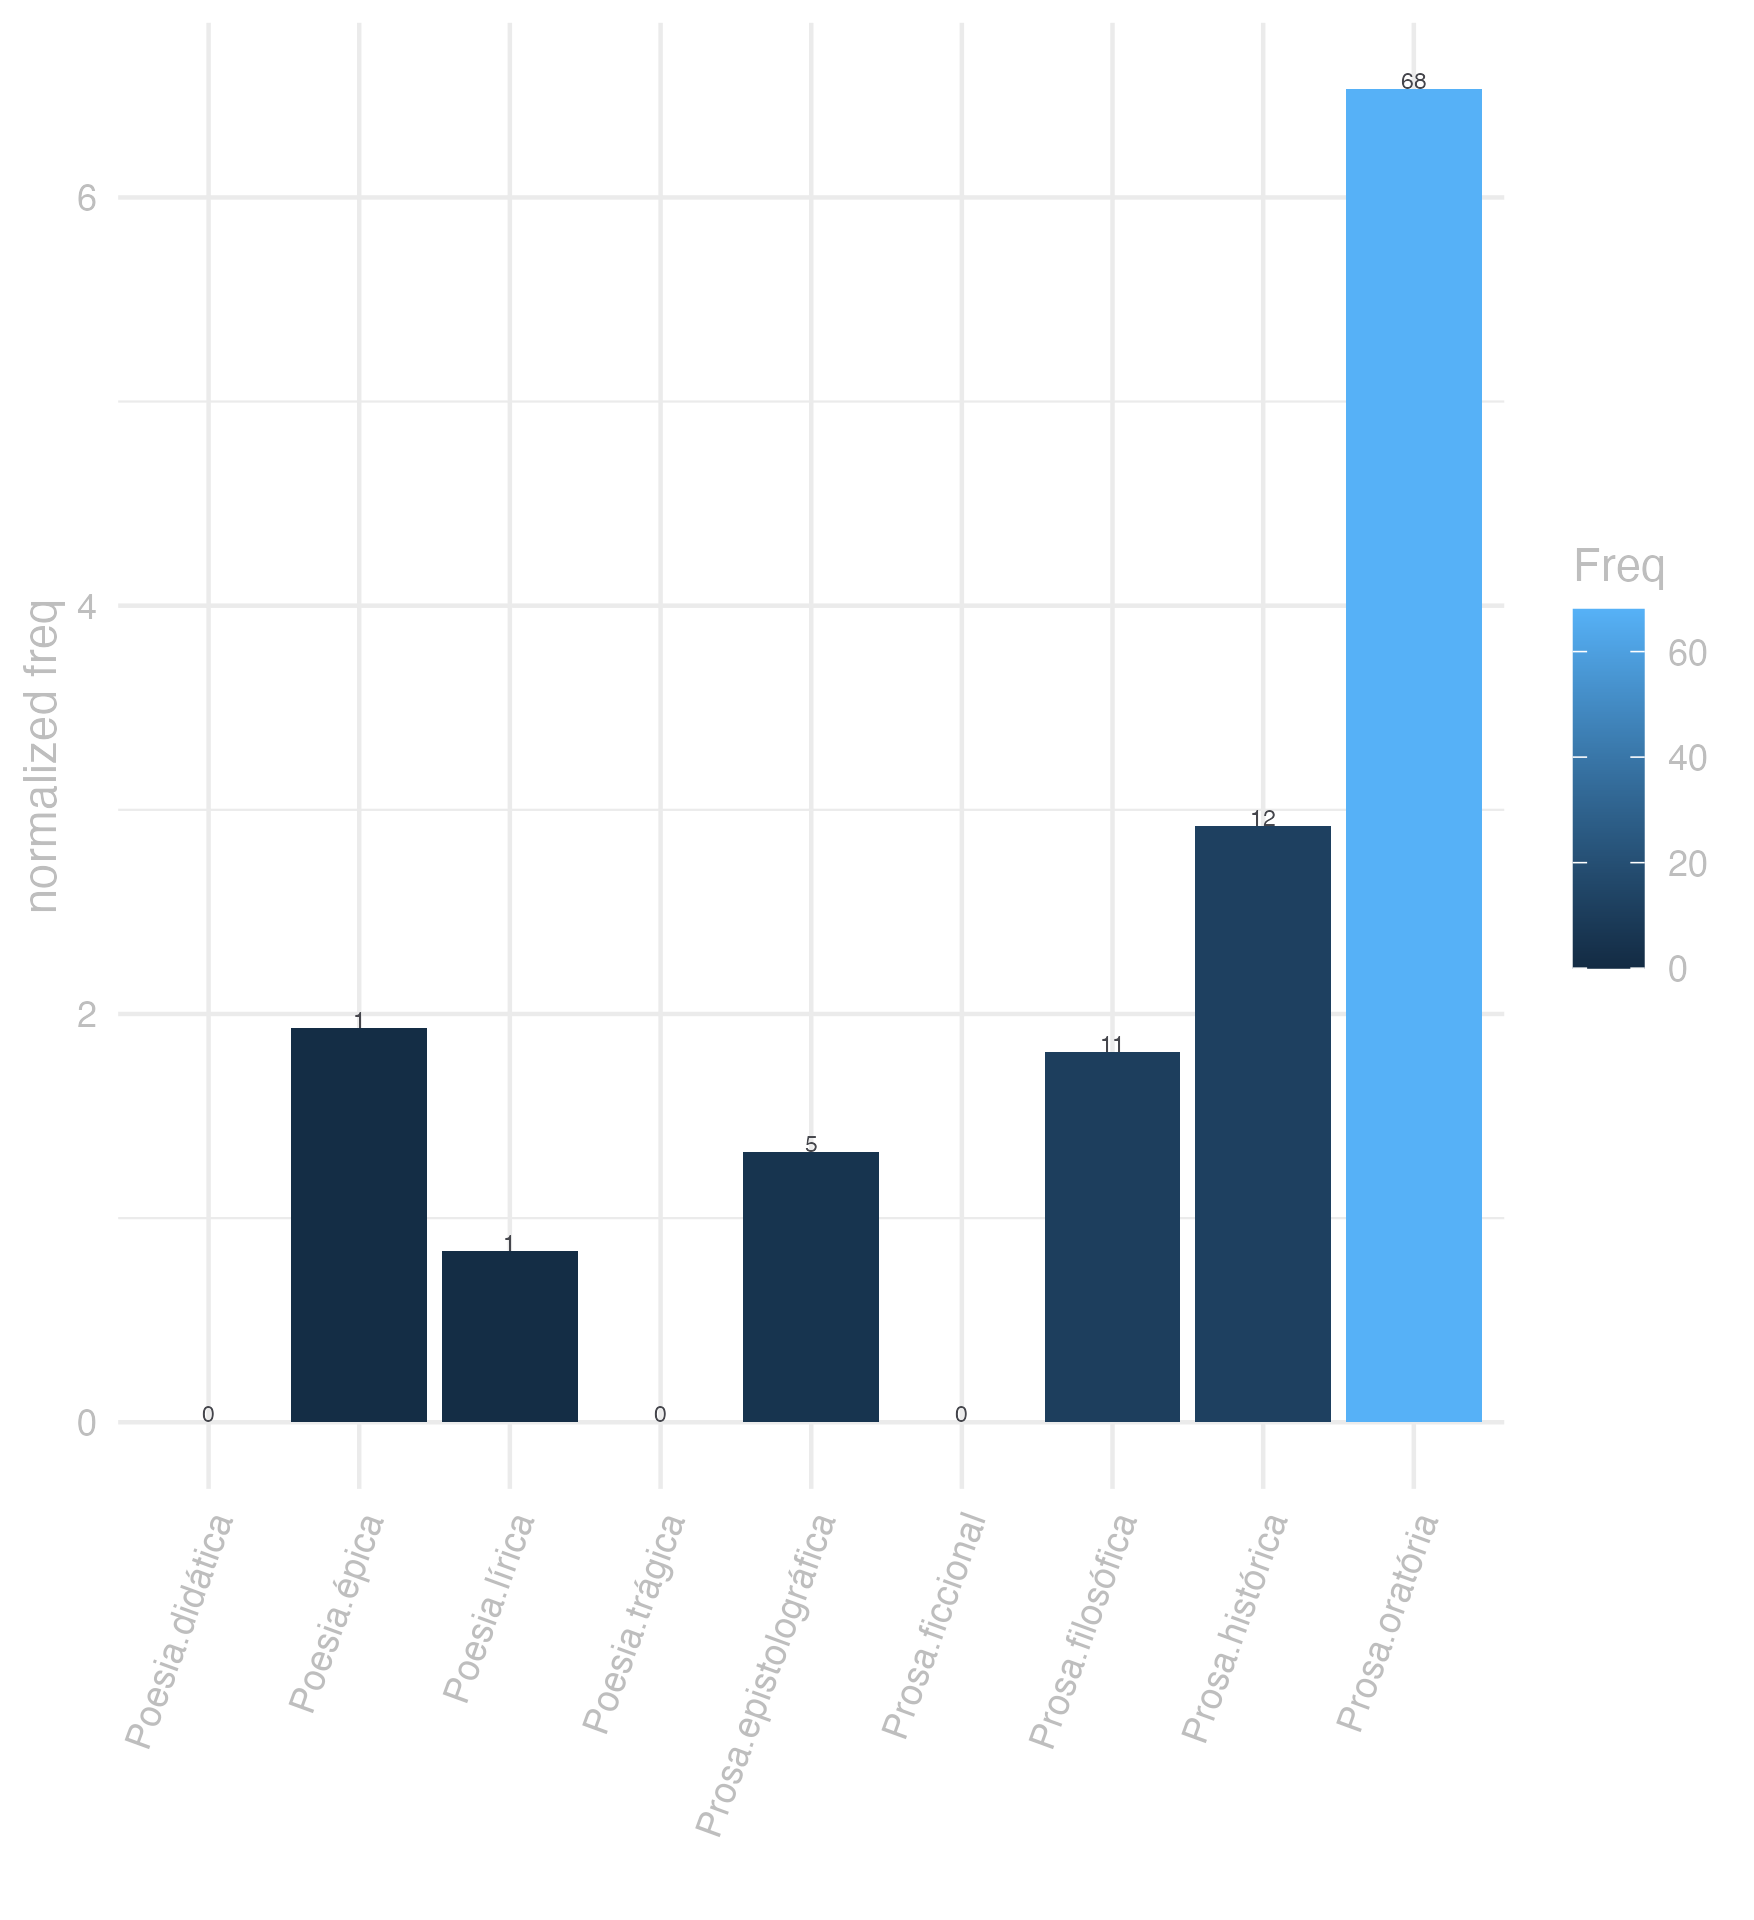 68
6
Freq
60
normalized freq
4
40
12
20
0
2
1
11
5
1
0
0
0
0
Poesia.didática
Poesia.épica
Poesia.lírica
Poesia.trágica
Prosa.epistolográfica
Prosa.ficcional
Prosa.filosófica
Prosa.histórica
Prosa.oratória